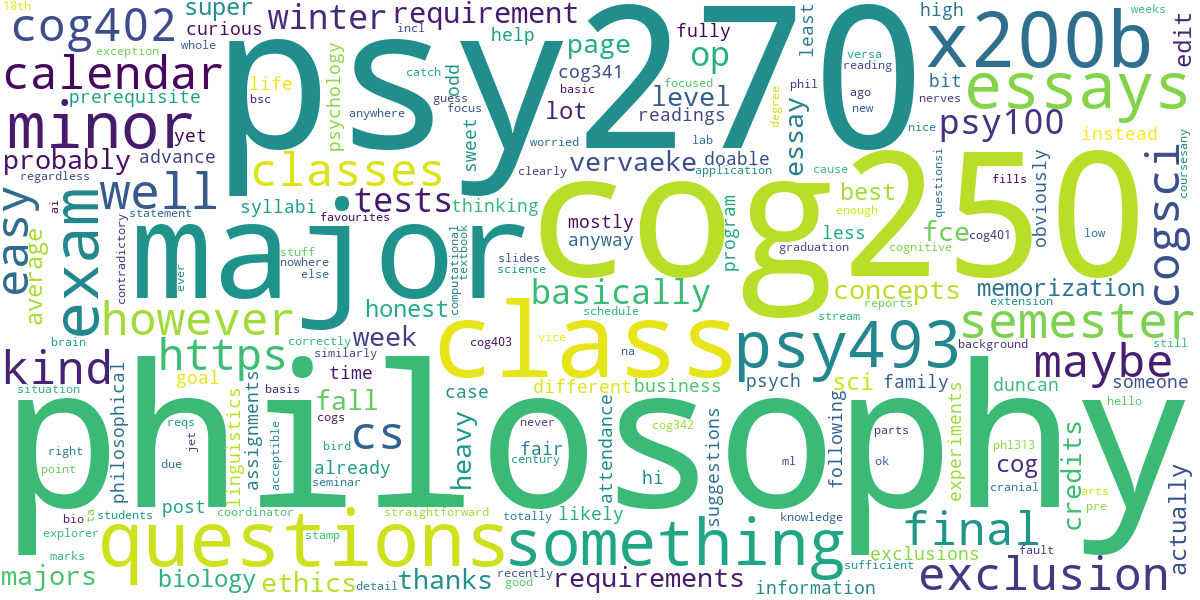 18th
cog402
super
curious
whole
exception
incl
winter
requirement
fully
help
page
op
least
high
bit
x200b
weeks
edit
calendar
prerequisite
life
bsc
psychology
anywhere
catch
guess
focus
odd
cog341
basic
lot
level
readings
focused
phil
versa
reading
ago
new
nerves
nice
essays
psy270
minor
yet
probably
advance
regardless
classes
sweet
worried
lab
clearly
vervaeke
doable
application
degree
essay
cause
psy100
instead
easy
ai
well
statement
syllabi
tests
favourites
thinking
mostly
anyway
program
best
less
enough
fce
cognitive
fills
cog401
questionsi
obviously
low
cogsci
coursesany
average
exam
contradictory
major
ever
stuff
nowhere
else
honest
computational
textbook
slides
science
cog250
graduation
concepts
memorization
reports
extension
however
brain
correctly
week
basically
schedule
stream
semester
kind
https
similarly
time
class
cog403
vice
na
psy493
background
still
maybe
situation
philosophical
goal
basis
cogs
fall
case
different
business
psych
sci
family
duncan
someone
hello
right
point
reqs
due
jet
linguistics
assignments
cs
bird
already
seminar
acceptible
heavy
never
fair
century
attendance
cog342
hi
suggestions
ml
following
ok
parts
experiments
phl313
cog
cranial
credits
arts
pre
philosophy
bio
ta
explorer
students
post
coordinator
stamp
straightforward
totally
likely
knowledge
final
fault
actually
marks
questions
something
exclusions
sufficient
majors
biology
ethics
detail
thanks
recently
good
requirements
information
exclusion